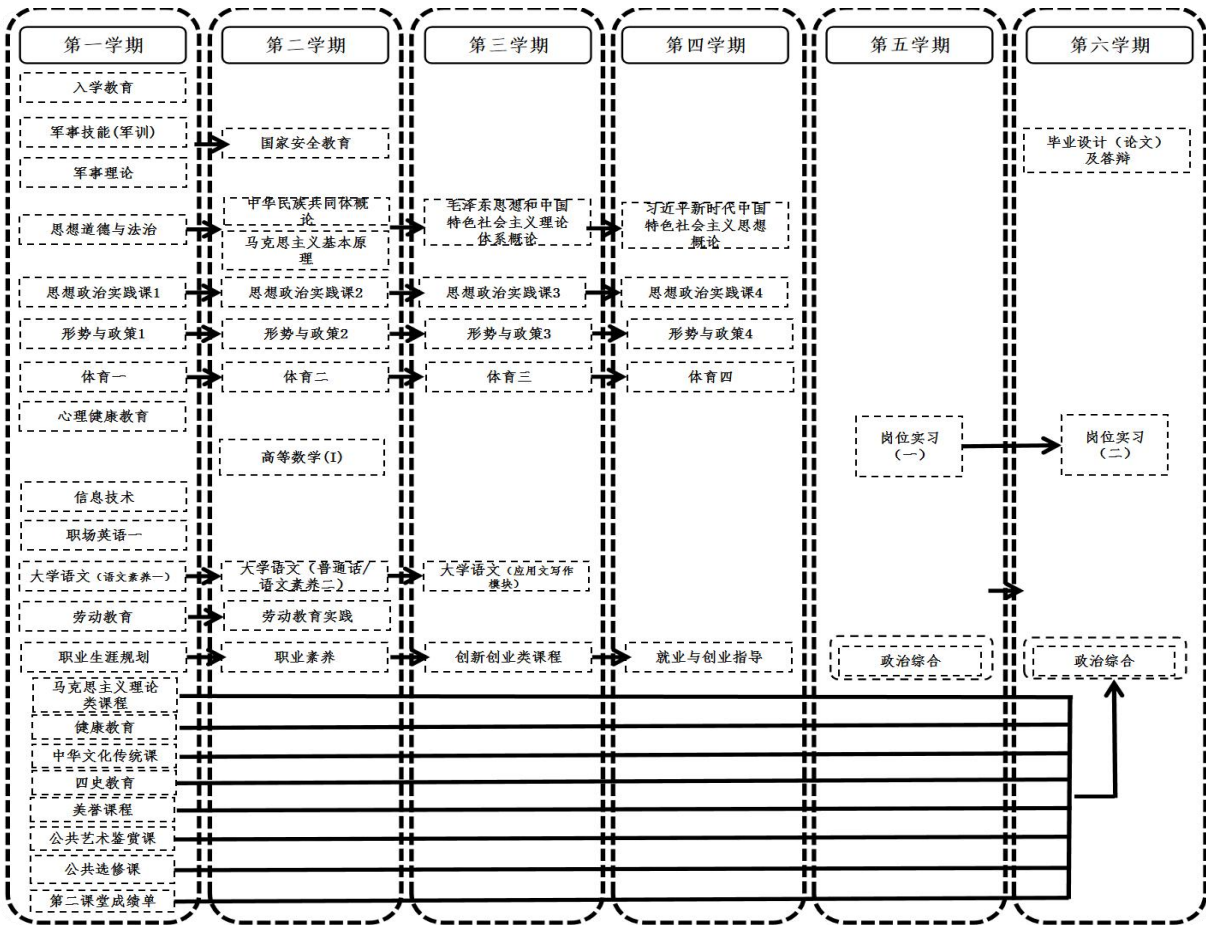 第一学期
第二学期
第三学期
第四学期
第五学期
第六学期
入学教育
军事技能(军训)
军事理论
思想道德与法治
思想政治实践课1
形势与政策1
体育一
心理健康教育
信息技术
职场英语一
大学语文（语文素养一）
劳动教育
职业生涯规划
马克思主义理论
类课程
健康教育
中华文化传统课
四史教育
美誉课程
公共艺术鉴赏课
公共选修课
第二课堂成绩单
国家安全教育
中华民族共同体概
论
马克思主义基本原
理
思想政治实践课2
形势与政策2
体育二
高等数学(I)
大学语文（普通话/
语文素养二）
劳动教育实践
职业素养
毛泽东思想和中国
特色社会主义理论
体系概论
思想政治实践课3
形势与政策3
体育三
大学语文（应用文写作
模块）
创新创业类课程
习近平新时代中国
特色社会主义思想
概论
思想政治实践课4
形势与政策4
体育四
就业与创业指导
岗位实习
（一）
政治综合
毕业设计（论文）
及答辩
岗位实习
（二）
政治综合